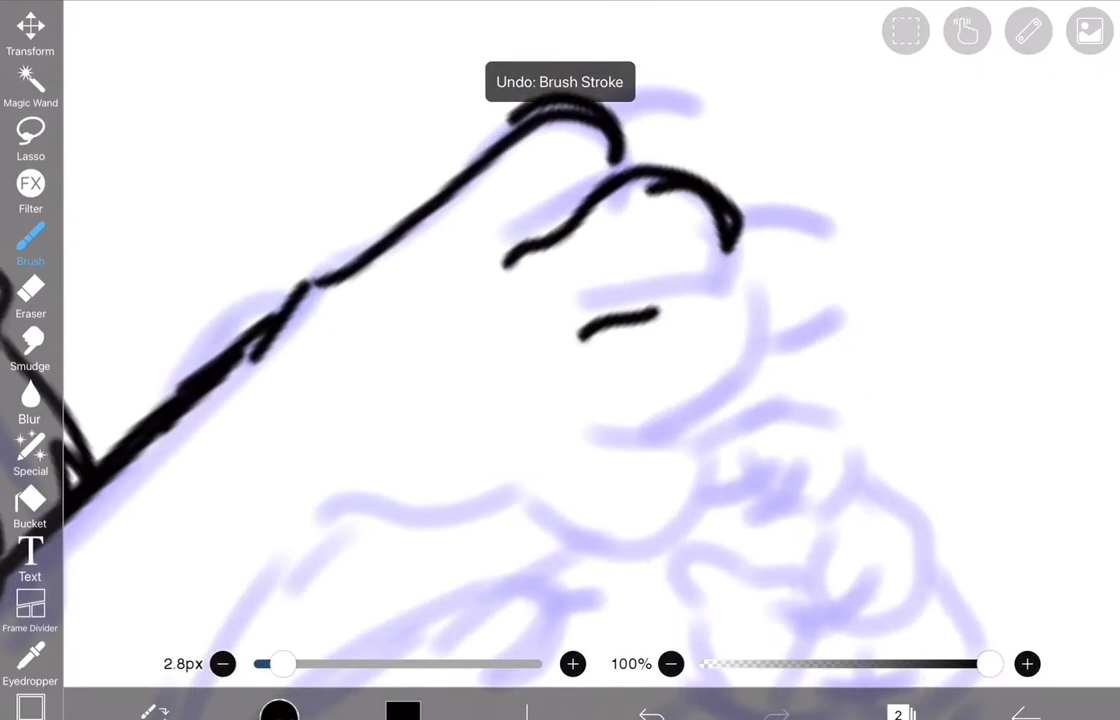 Transform
Magic Wand
Lasso
FX
Filter
Brush
Eraser
Smudge
Blur
Special
Bucket
T
Text
Frame Divider
Eyedropper
Undo: Brush Stroke
2.8px
100%
2